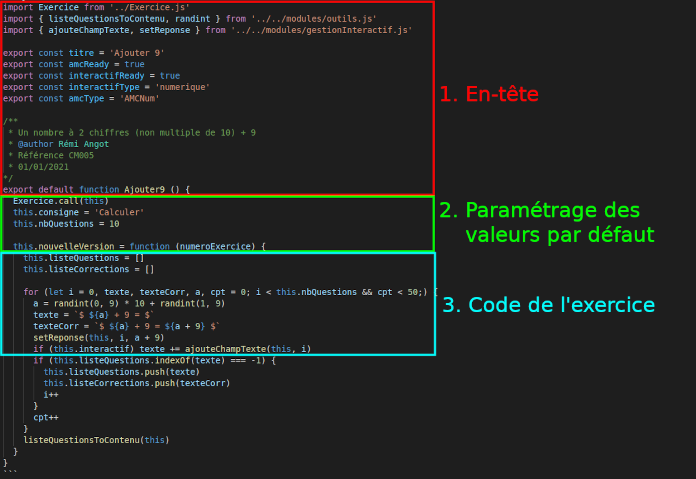 import Exercice from '../Exercice.js'
import { listeQuestionsToContenu, randint } from '../../modules/outils.js'
import { ajouteChampTexte, setReponse } from '../../modules/gestionInteractif.js'
export const titre = 'Ajouter 9'
export const amcReady = true
export const interactifReady = true
export const interactifType = 'numerique'
export const amcType = 'AMCNum'
1. En-tête
/**
 * Un nombre à 2 chiffres (non multiple de 10) + 9
 * @author Rémi Angot
 * Référence CM005
 * 01/01/2021
*/
export default function Ajouter9 () {
  Exercice.call(this)
  this.consigne = 'Calculer'
  this.nbQuestions = 10
2. Paramétrage des
valeurs par défaut
  this.nouvelleVersion = function (numeroExercice) {
    this.listeQuestions = []
    this.listeCorrections = []
    for (let i = 0, texte, texteCorr, a, cpt = 0; i < this.nbQuestions && cpt < 50;) {
      a = randint(0, 9) * 10 + randint(1, 9)
      texte = `$ ${a} + 9 = $`
      texteCorr = `$ ${a} + 9 = ${a + 9} $`
      setReponse(this, i, a + 9)
      if (this.interactif) texte += ajouteChampTexte(this, i)
3. Code de l'exercice
      if (this.listeQuestions.indexOf(texte) === -1) {
        this.listeQuestions.push(texte)
        this.listeCorrections.push(texteCorr)
        i++
      }
      cpt++
    }
    listeQuestionsToContenu(this)
  }
}
```